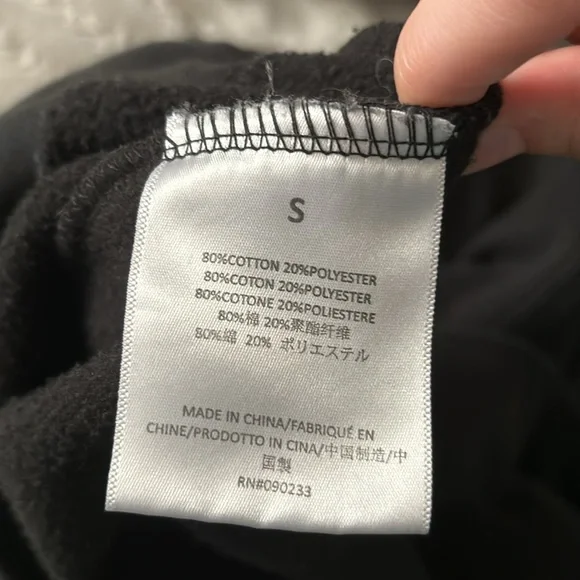 S
80%COTTON 20%POLYESTER
80%COTON 20%POLYESTER
80%COTONE 20%POLIESTERE
80%棉 20%聚酯纤维
80%綿 20% ポリエステル
MADE IN CHINA/FABRIQUÉ EN
CHINE/PRODOTTO IN CINA/中国制造/中
国製
RN#090233